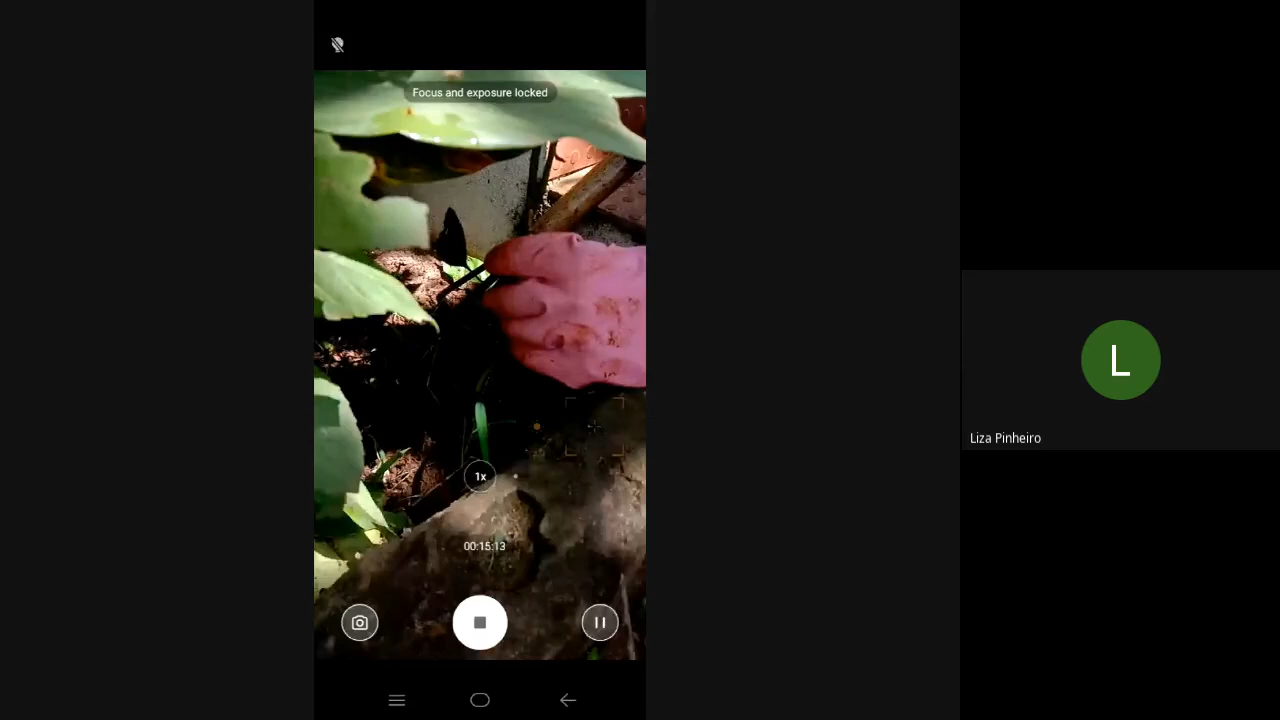 Focus and exposure locked
1x
00:15:13
L
Liza Pinheiro